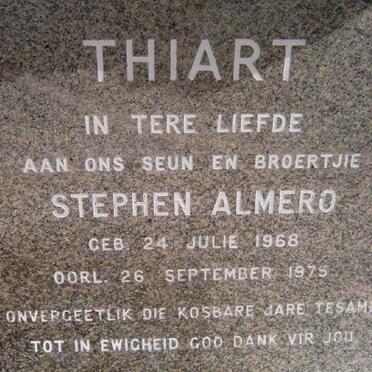 THIART
IN TERE LIEFDE
AAN ONS SEUN EN BROERTJIE
STEPHEN ALMERO
GEB. 24 JULIE 1968
OORL. 26 SEPTEMBER 1975
ONVERGEETLIK DIE KOSBARE JARE TESAME
TOT IN EWIGHEID GOD DANK VIR JOU